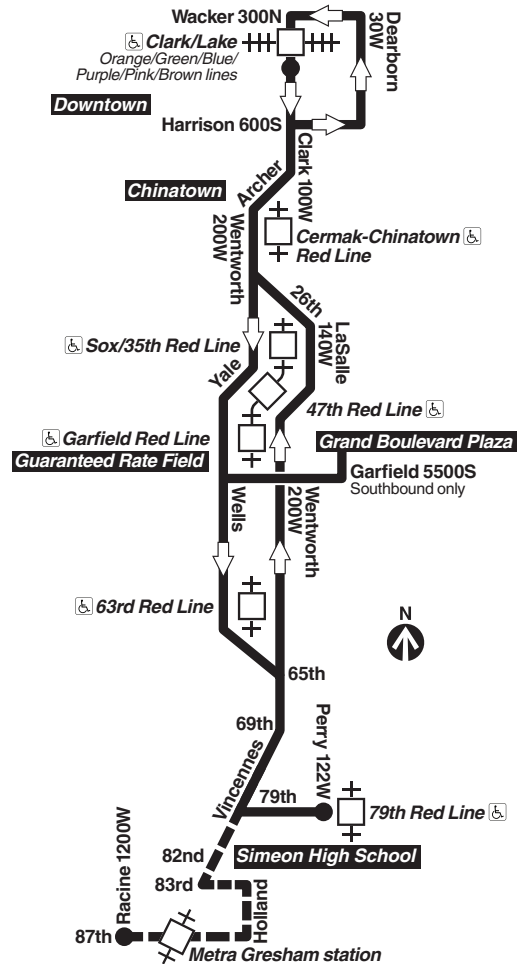 Wacker 300N
Dearborn
30W
Clark/Lake
Orange/Green/Blue/
Purple/Pink/Brown lines
Downtown
Harrison 600S
Clark 100W
Archer
Chinatown
Wentworth
200W
Cermak-Chinatown
Red Line
26th
LaSalle
140W
Sox/35th Red Line
Yale
47th Red Line
Garfield Red Line
Grand Boulevard Plaza
Guaranteed Rate Field
Garfield 5500S
Southbound only
Wells
Wentworth
200W
63rd Red Line
N
65th
69th
Perry 122W
Vincennes
79th
79th Red Line
82nd
Simeon High School
83rd
Racine 1200W
Holland
87th
Metra Gresham station